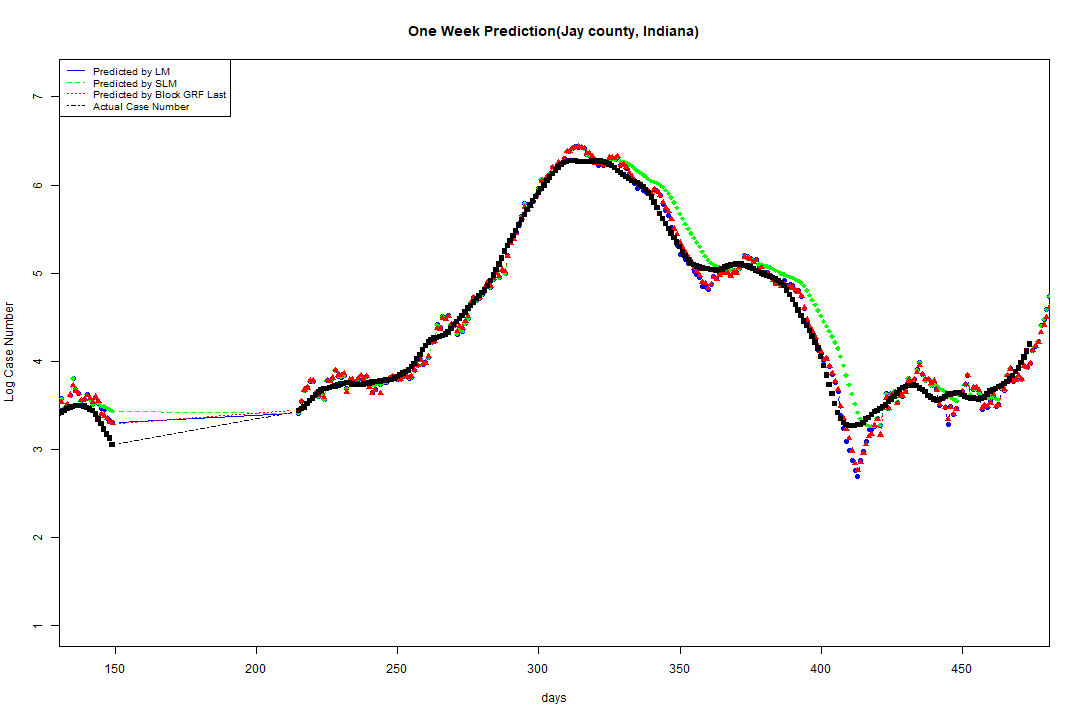 One Week Prediction(Jay county, Indiana)
Predicted by LM
Predicted by SLM
Predicted by Block GRF Last
Actual Case Number
Log Case Number
7
6
5
4
3
2
1
150 200 250 300 350 400 450
days